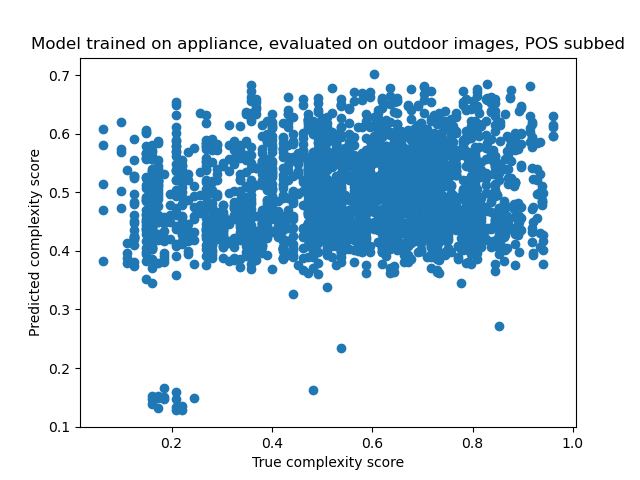 Model trained on appliance, evaluated on outdoor images, POS subbed
0.7
0.6
0.5
0.4
0.3
0.2
0.1
Predicted complexity score
0.2 0.4 0.6 0.8 1.0
True complexity score